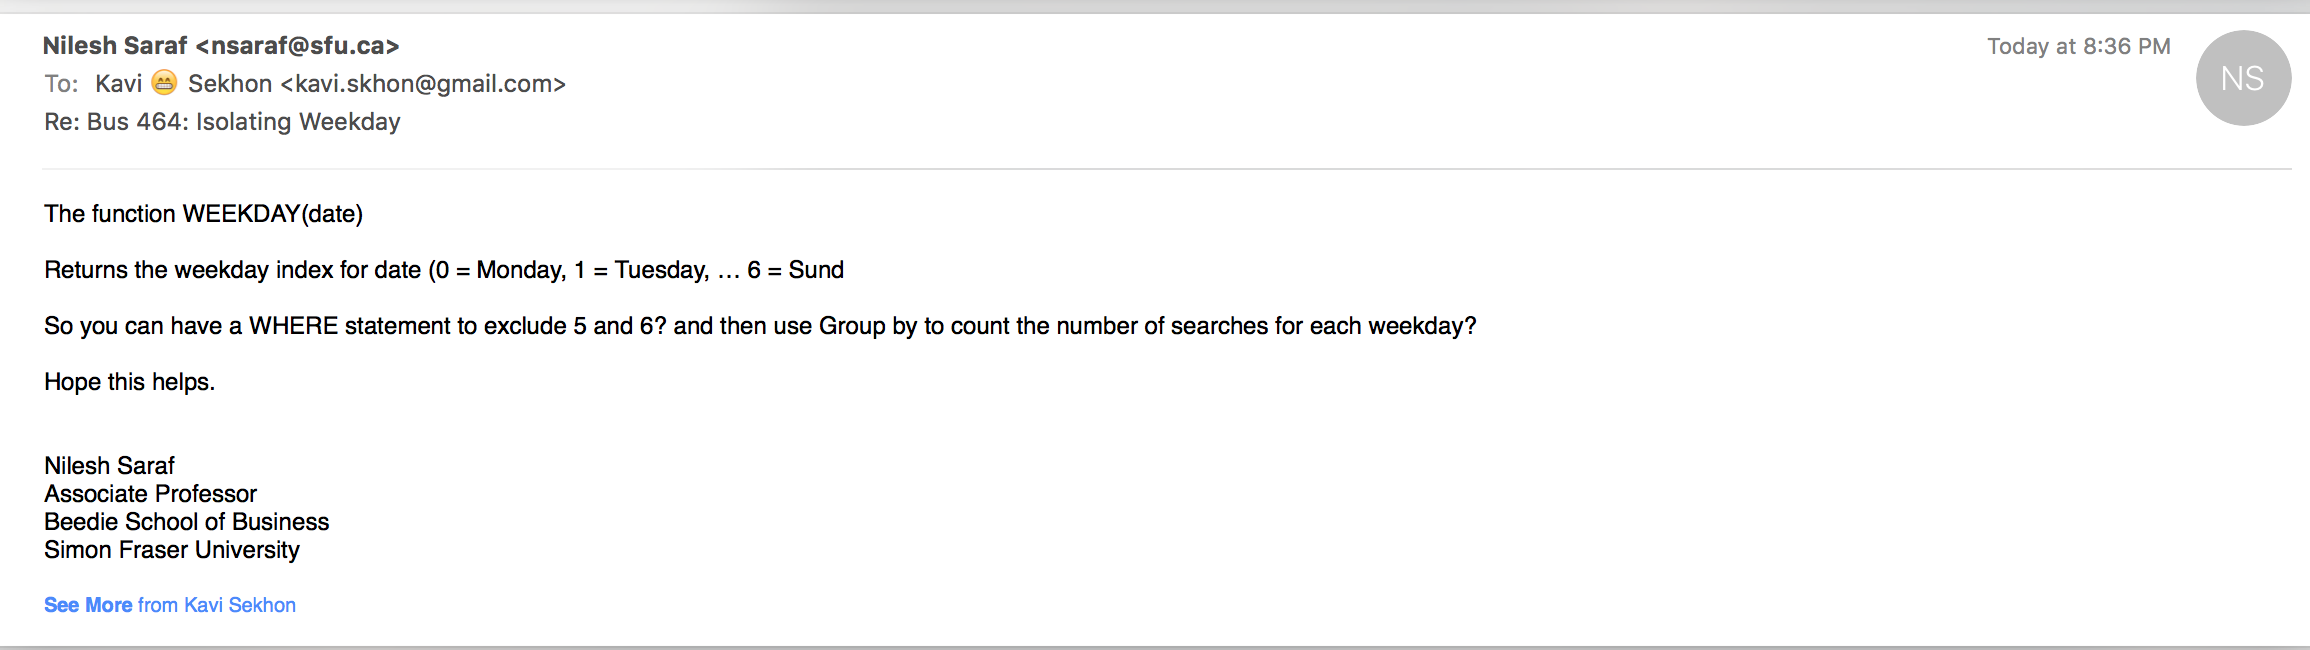 Nilesh Saraf <nsaraf@sfu.ca>
Today at 8:36 PM
NS
To: Kavi 😁 Sekhon <kavi.skhon@gmail.com>
Re: Bus 464: Isolating Weekday
The function WEEKDAY(date)
Returns the weekday index for date (0 = Monday, 1 = Tuesday, … 6 = Sund
So you can have a WHERE statement to exclude 5 and 6? and then use Group by to count the number of searches for each weekday?
Hope this helps.
Nilesh Saraf
Associate Professor
Beedie School of Business
Simon Fraser University
See More from Kavi Sekhon